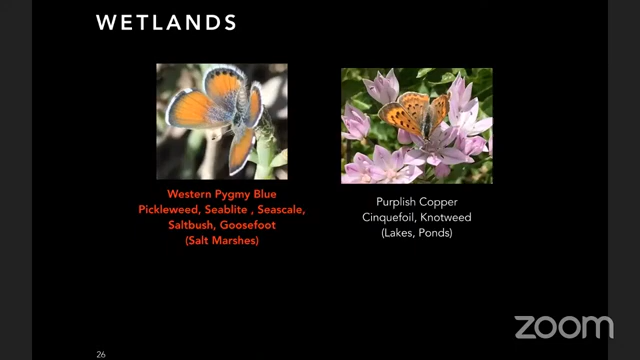 WETLANDS
Western Pygmy Blue
Pickleweed, Seablite , Seascale,
Saltbush, Goosefoot
(Salt Marshes)
Purplish Copper
Cinquefoil, Knotweed
(Lakes, Ponds)
zoom
26